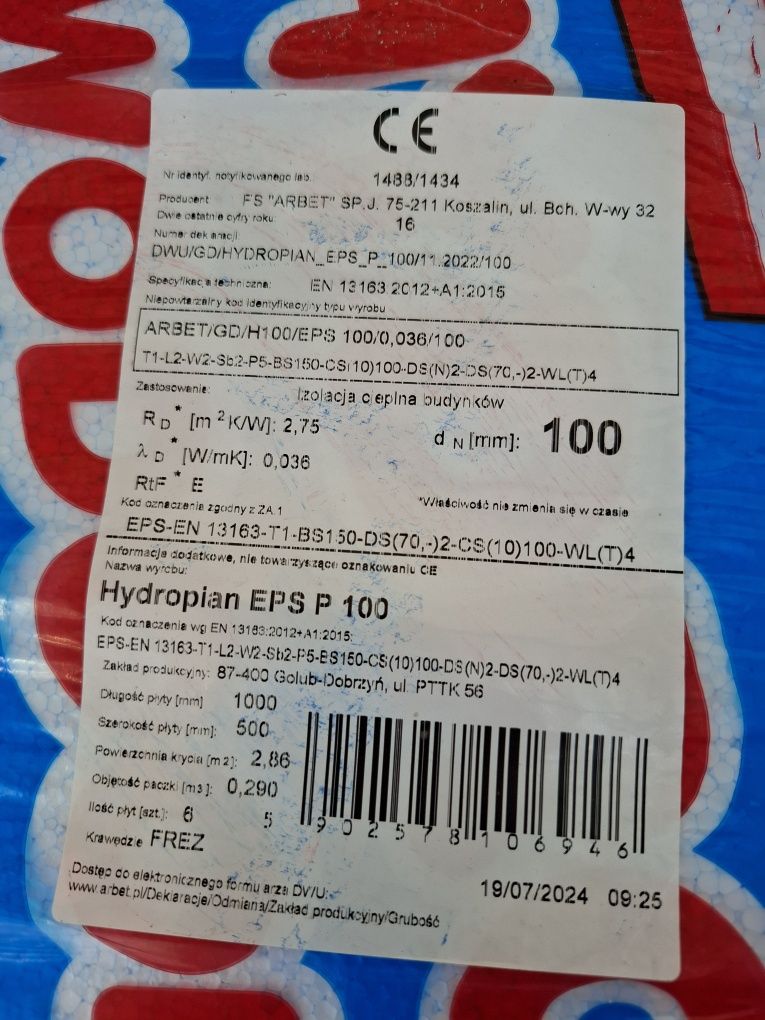 CE
Nr identyf. notyfikowanego lab. 1488/1434
Producent FS "ARBET" SP.J. 75-211 Koszalin, ul. Boh. W-wy 32
Dwie ostatnie cyfry roku: 16
Numer deklaracji
DWU/GD/HYDROPIAN_EPS_P_100/11.2022/100
Specyfikacja techniczna: EN 13163:2012+A1:2015
Niepowtarzalny kod identyfikacyjny typu wyrobu
ARBET/GD/H100/EPS 100/0,036/100
T1-L2-W2-Sb2-P5-BS150-CS(10)100-DS(N)2-DS(70,-)2-WL(T)4
Zastosowanie: Izolacja cieplna budynków
R D * [m 2 K/W]: 2,75
d N [mm]: 100
λ D * [W/mK]: 0,036
RtF * E
*Właściwość nie zmienia się w czasie
Kod oznaczenia zgodny z ZA.1
EPS-EN 13163-T1-BS150-DS(70,-)2-CS(10)100-WL(T)4
Informacje dodatkowe, nie towarzyszące oznakowaniu CE
Nazwa wyrobu:
Hydropian EPS P 100
Kod oznaczenia wg EN 13163:2012+A1:2015:
EPS-EN 13163-T1-L2-W2-Sb2-P5-BS150-CS(10)100-DS(N)2-DS(70,-)2-WL(T)4
Zakład produkcyjny: 87-400 Golub-Dobrzyń, ul. PTTK 56
Długość płyty [mm] 1000
Szerokość płyty [mm]: 500
Powierzchnia krycia [m2]: 2,86
Objętość paczki [m3]: 0,290
Ilość płyt [szt.]: 6
5 902578 106946
Krawędzie FREZ
19/07/2024 09:25
Dostęp do elektronicznego formularza DWU:
www.arbet.pl/Deklaracje/Odmiana/Zakład produkcyjny/Grubość